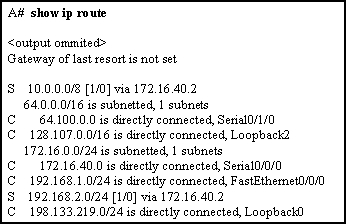 A# show ip route
<output ommited>
Gateway of last resort is not set
S 10.0.0.0/8 [1/0] via 172.16.40.2
64.0.0.0/16 is subnetted, 1 subnets
C 64.100.0.0 is directly connected, Serial0/1/0
C 128.107.0.0/16 is directly connected, Loopback2
172.16.0.0/24 is subnetted, 1 subnets
C 172.16.40.0 is directly connected, Serial0/0/0
C 192.168.1.0/24 is directly connected, FastEthernet0/0/0
S 192.168.2.0/24 [1/0] via 172.16.40.2
C 198.133.219.0/24 is directly connected, Loopback0